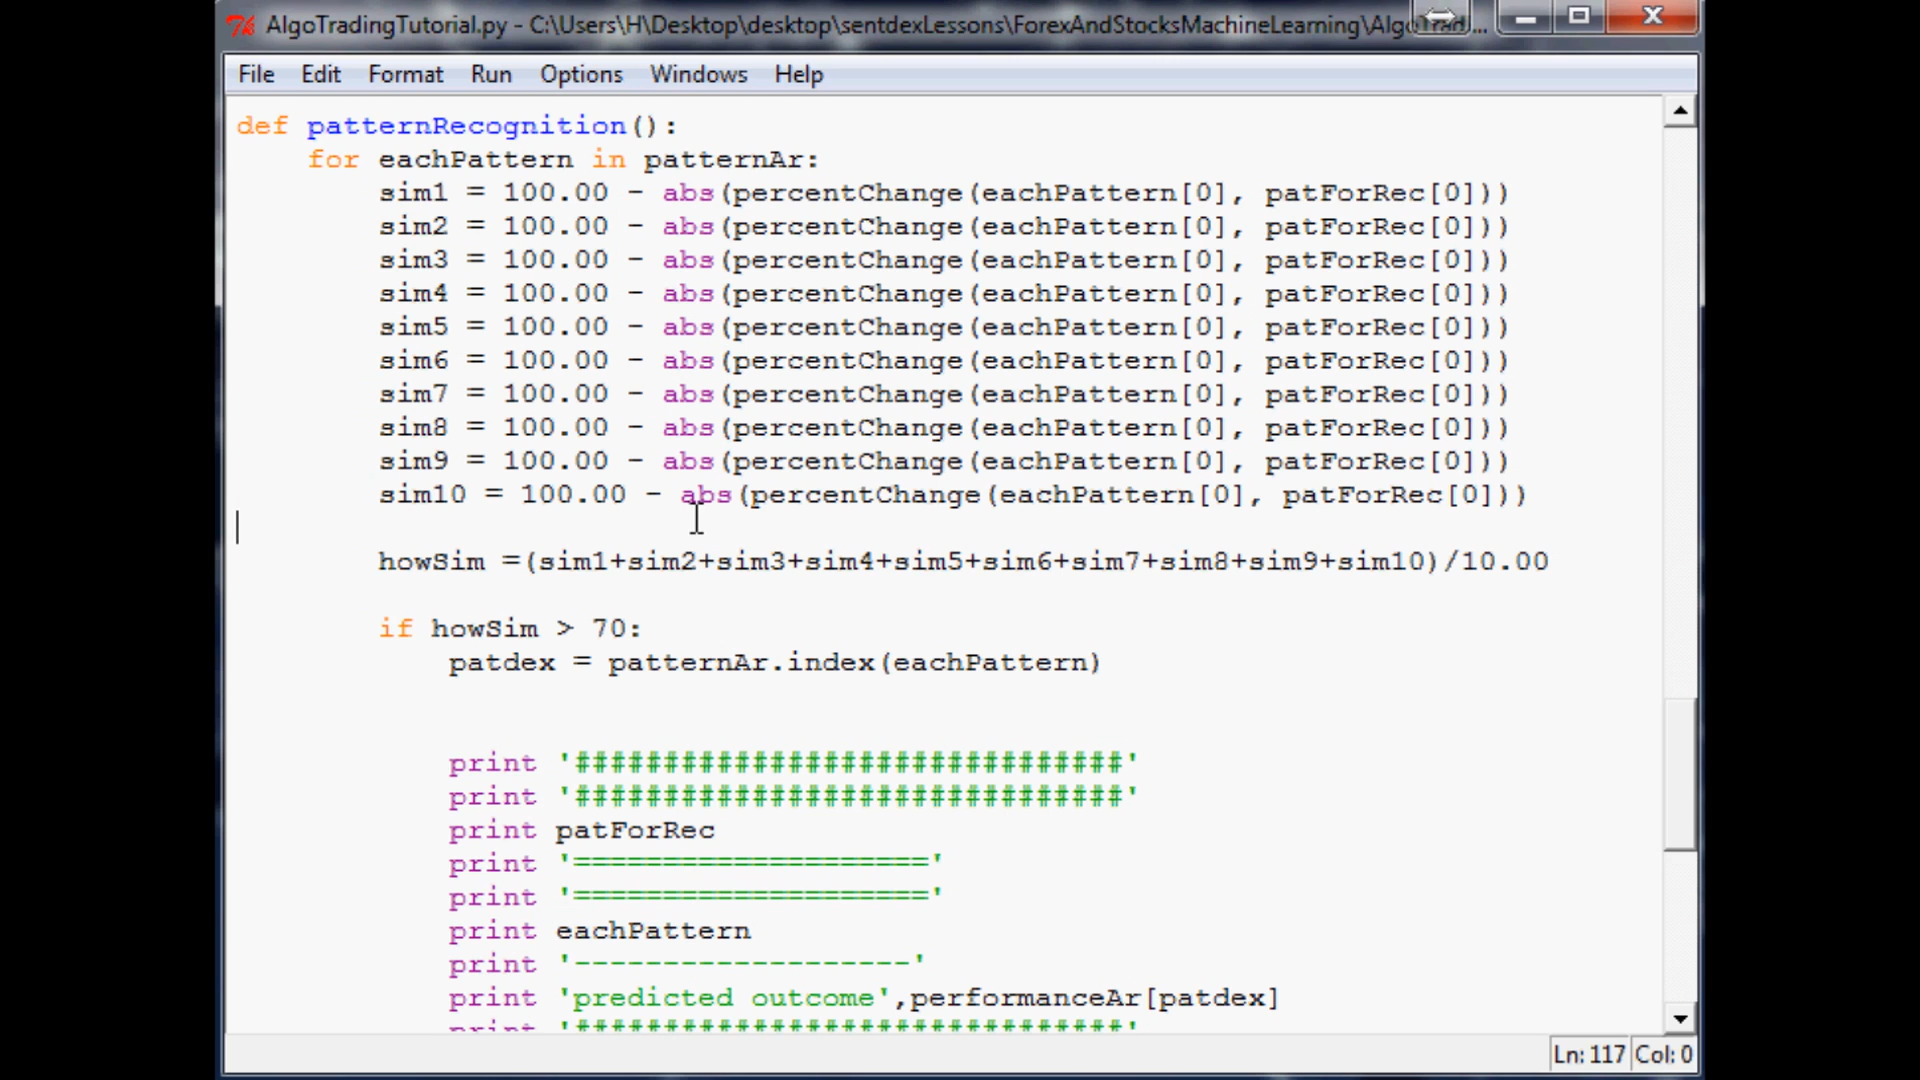 AlgoTradingTutorial.py - C:\Users\H\Desktop\desktop\sentdexLessons\ForexAndStocksMachineLearning\AlgoTrad...
File Edit Format Run Options Windows Help
def patternRecognition():
    for eachPattern in patternAr:
        sim1 = 100.00 - abs(percentChange(eachPattern[0], patForRec[0]))
        sim2 = 100.00 - abs(percentChange(eachPattern[0], patForRec[0]))
        sim3 = 100.00 - abs(percentChange(eachPattern[0], patForRec[0]))
        sim4 = 100.00 - abs(percentChange(eachPattern[0], patForRec[0]))
        sim5 = 100.00 - abs(percentChange(eachPattern[0], patForRec[0]))
        sim6 = 100.00 - abs(percentChange(eachPattern[0], patForRec[0]))
        sim7 = 100.00 - abs(percentChange(eachPattern[0], patForRec[0]))
        sim8 = 100.00 - abs(percentChange(eachPattern[0], patForRec[0]))
        sim9 = 100.00 - abs(percentChange(eachPattern[0], patForRec[0]))
        sim10 = 100.00 - abs(percentChange(eachPattern[0], patForRec[0]))
        howSim =(sim1+sim2+sim3+sim4+sim5+sim6+sim7+sim8+sim9+sim10)/10.00
        if howSim > 70:
            patdex = patternAr.index(eachPattern)
            print '###############################'
            print '###############################'
            print patForRec
            print '===================='
            print '===================='
            print eachPattern
            print '-------------------'
            print 'predicted outcome',performanceAr[patdex]
            print '###############################'
Ln: 117 Col: 0